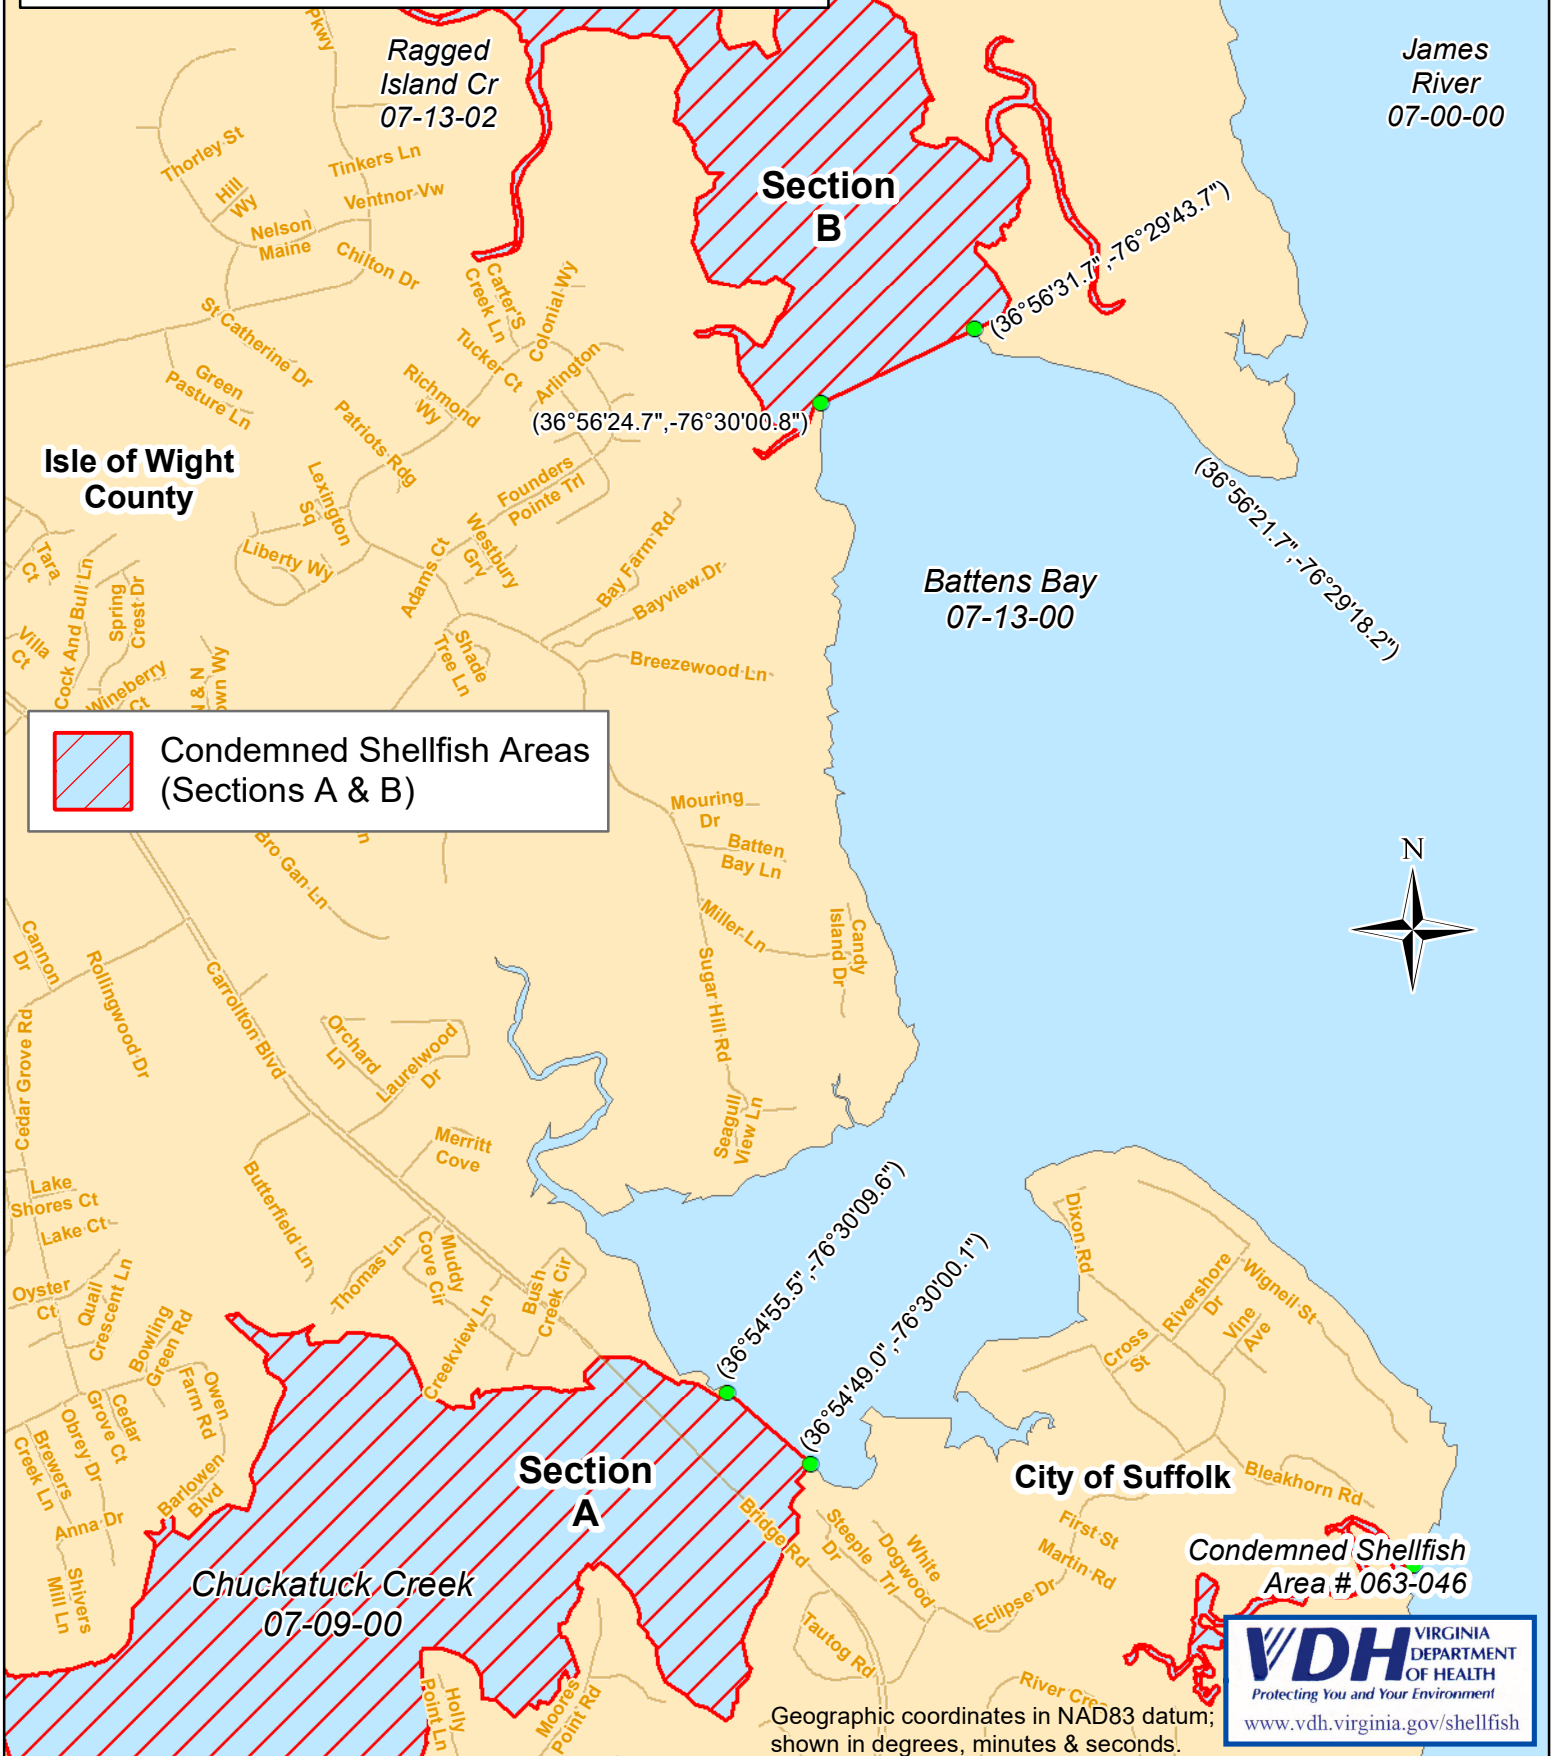 Pkwy
Ragged
Island Cr
07-13-02
James
River
07-00-00
Thorley St
Tinkers Ln
Hill
Wy
Ventnor Vw
Nelson
Maine
Chilton Dr
Section
B
(36°56'31.7",-76°29'43.7")
Carter'S
Creek Ln
Colonial Wy
St Catherine Dr
Tucker Ct
Arlington
Green
Pasture Ln
Richmond
Wy
Patriots Rdg
(36°56'24.7",-76°30'00.8")
Isle of Wight
County
Lexington
Sq
Founders
Pointe Trl
(36°56'21.7",-76°29'18.2")
Westbury
Grv
Liberty Wy
Adams Ct
Bay Farm Rd
Bayview Dr
Battens Bay
07-13-00
Tara
Ct
Cock And Bull Ln
Spring
Crest Dr
Villa
Ct
Shade
Tree Ln
Breezewood Ln
Wineberry
Ct
& N
wn Wy
Condemned Shellfish Areas
(Sections A & B)
Mouring
Dr
Batten
Bay Ln
Bro Gan Ln
N
Miller Ln
Candy
Island Dr
Cannon
Dr
Rollingwood Dr
Carrollton Blvd
Sugar Hill Rd
Cedar Grove Rd
Orchard
Ln
Laurelwood
Dr
Seagull
View Ln
Merritt
Cove
Lake
Shores Ct
Lake Ct
Butterfield Ln
(36°54'55.5",-76°30'09.6")
(36°54'49.0",-76°30'00.1")
Dixon Rd
Thomas Ln
Muddy
Cove Cir
Bush
Creek Cir
Rivershore
Dr
Wigneil St
Vine
Ave
Cross
St
Oyster
Ct
Quail
Crescent Ln
Bowling
Green Rd
Creekview Ln
Owen
Farm Rd
Cedar
Grove Ct
Obrey Dr
Brewers
Creek Ln
Barlowen
Blvd
Anna Dr
Shivers
Mill Ln
Section
A
City of Suffolk
Bleakhorn Rd
Bridge Rd
Steeple
Dr
White
Dogwood
Trl
First St
Martin Rd
Eclipse Dr
Condemned Shellfish
Area # 063-046
Chuckatuck Creek
07-09-00
Tautog Rd
Holly
Point Ln
Moores
Point Rd
River Cre
VDH VIRGINIA
DEPARTMENT
OF HEALTH
Protecting You and Your Environment
www.vdh.virginia.gov/shellfish
Geographic coordinates in NAD83 datum;
shown in degrees, minutes & seconds.